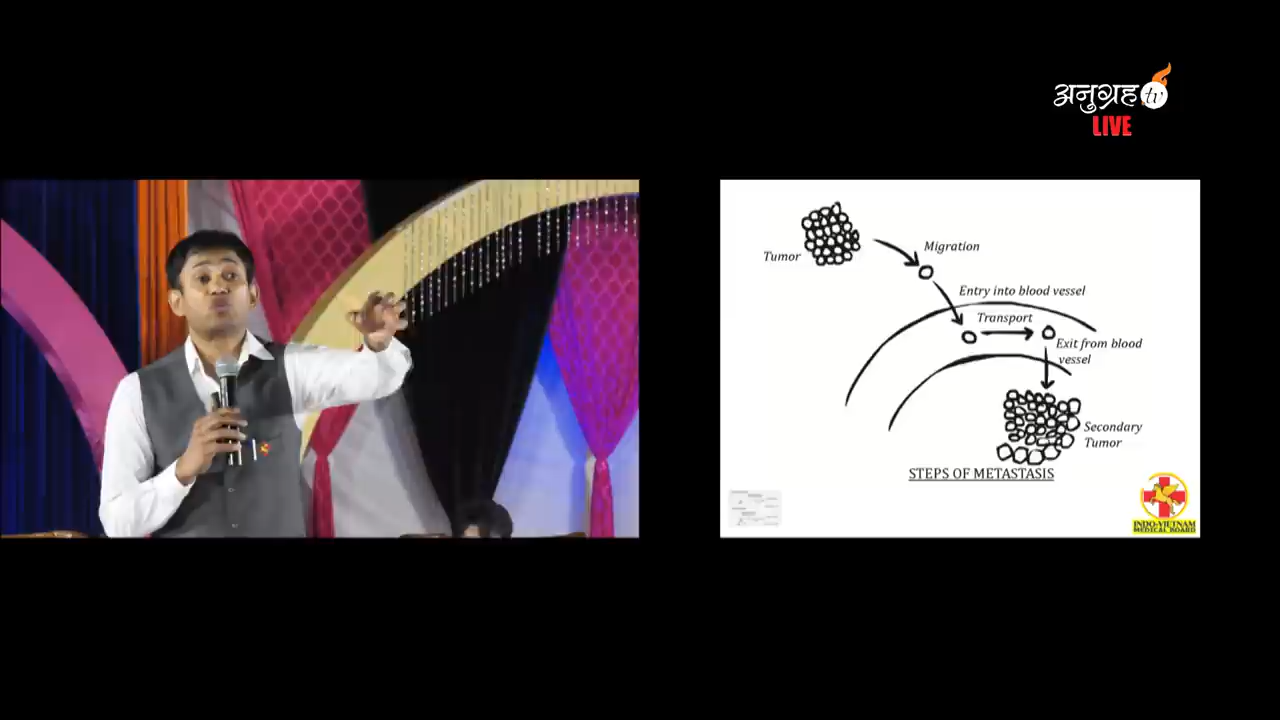 अनुग्रह tv
LIVE
Tumor
Migration
Entry into blood vessel
Transport
Exit from blood
vessel
Secondary
Tumor
STEPS OF METASTASIS
INDO-VIETNAM
MEDICAL BOARD